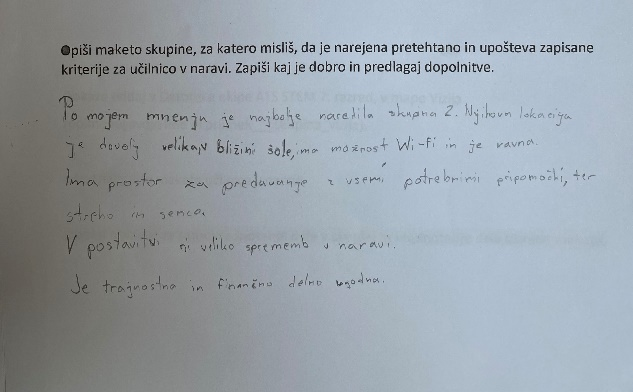 Opiši maketo skupine, za katero misliš, da je narejena pretehtano in upošteva zapisane
kriterije za učilnico v naravi. Zapiši kaj je dobro in predlagaj dopolnitve.
Po mojem mnenju je najbolje naredila skupina 2. Njihova lokacija
je dovolj velika, v bližini šole, ima možnost Wi-Fi in je ravna.
Ima prostor za predavanje z vsemi potrebnimi pripomočki, ter
streho in senco.
V postavitvi ni veliko sprememb v naravi.
Je trajnostna in finančno delno ugodna.